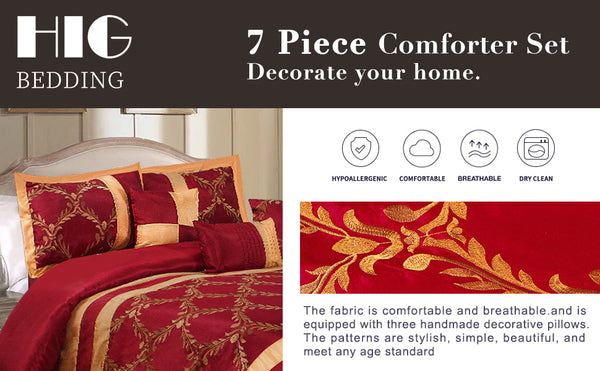 HIG
BEDDING
7 Piece Comforter Set
Decorate your home.
HYPOALLERGENIC
COMFORTABLE
BREATHABLE
DRY CLEAN
The fabric is comfortable and breathable.and is
equipped with three handmade decorative pillows.
The patterns are stylish, simple, beautiful, and
meet any age standard